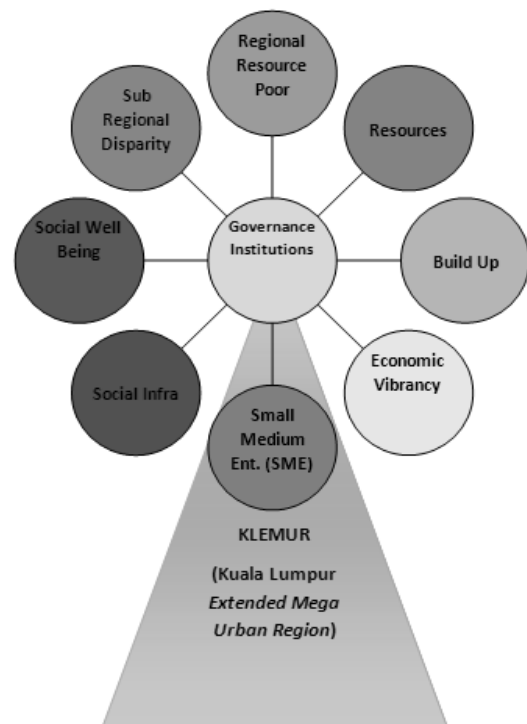 Regional
Resource
Poor
Sub
Regional
Disparity
Resources
Social Well
Being
Governance
Institutions
Build Up
Social Infra
Economic
Vibrancy
Small
Medium
Ent. (SME)
KLEMUR
(Kuala Lumpur
Extended Mega
Urban Region)